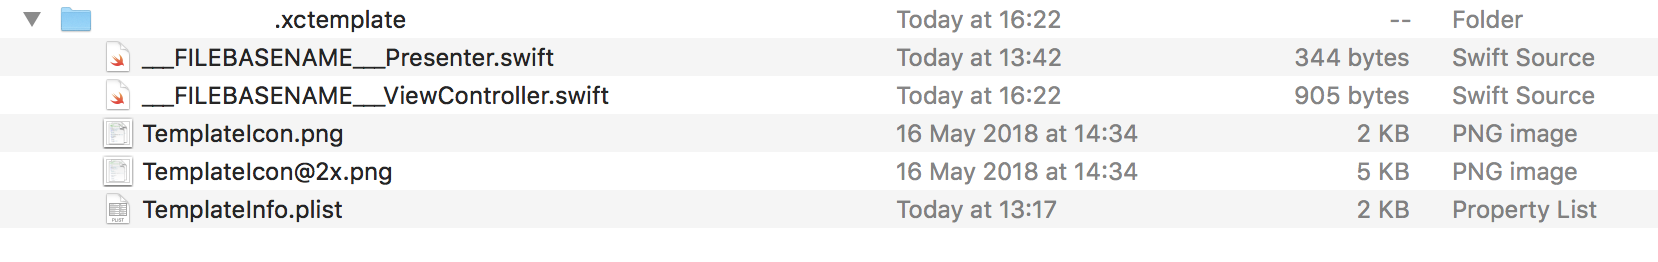 .xctemplate Today at 16:22 -- Folder
___FILEBASENAME___Presenter.swift Today at 13:42 344 bytes Swift Source
___FILEBASENAME___ViewController.swift Today at 16:22 905 bytes Swift Source
TemplateIcon.png 16 May 2018 at 14:34 2 KB PNG image
TemplateIcon@2x.png 16 May 2018 at 14:34 5 KB PNG image
TemplateInfo.plist Today at 13:17 2 KB Property List